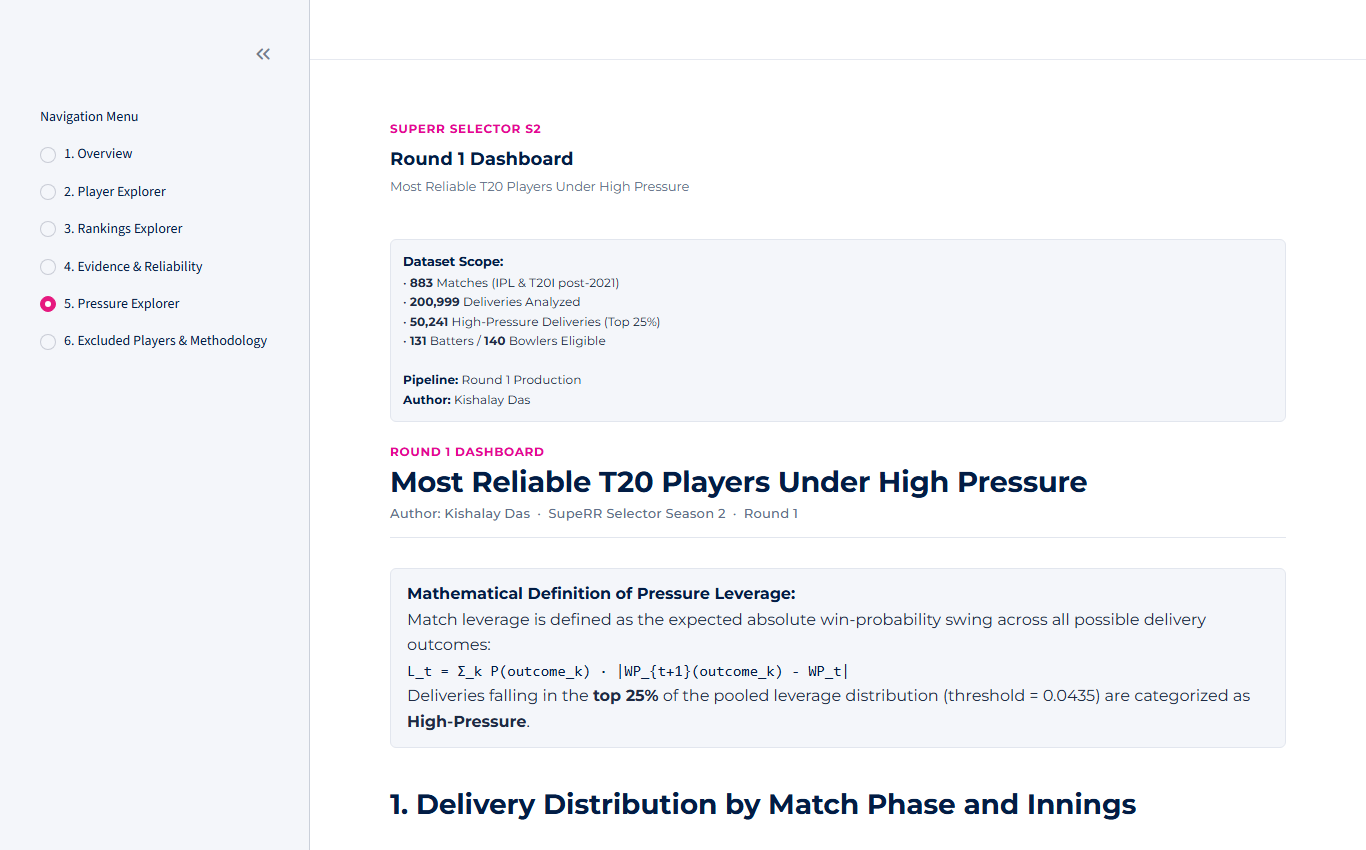 Navigation Menu
1. Overview
2. Player Explorer
3. Rankings Explorer
4. Evidence & Reliability
5. Pressure Explorer
6. Excluded Players & Methodology
SUPERR SELECTOR S2
Round 1 Dashboard
Most Reliable T20 Players Under High Pressure
Dataset Scope:
· 883 Matches (IPL & T20I post-2021)
· 200,999 Deliveries Analyzed
· 50,241 High-Pressure Deliveries (Top 25%)
· 131 Batters / 140 Bowlers Eligible
Pipeline: Round 1 Production
Author: Kishalay Das
ROUND 1 DASHBOARD
Most Reliable T20 Players Under High Pressure
Author: Kishalay Das · SupeRR Selector Season 2 · Round 1
Mathematical Definition of Pressure Leverage:
Match leverage is defined as the expected absolute win-probability swing across all possible delivery
outcomes:
L_t = Σ_k P(outcome_k) · |WP_{t+1}(outcome_k) - WP_t|
Deliveries falling in the top 25% of the pooled leverage distribution (threshold = 0.0435) are categorized as
High-Pressure.
1. Delivery Distribution by Match Phase and Innings